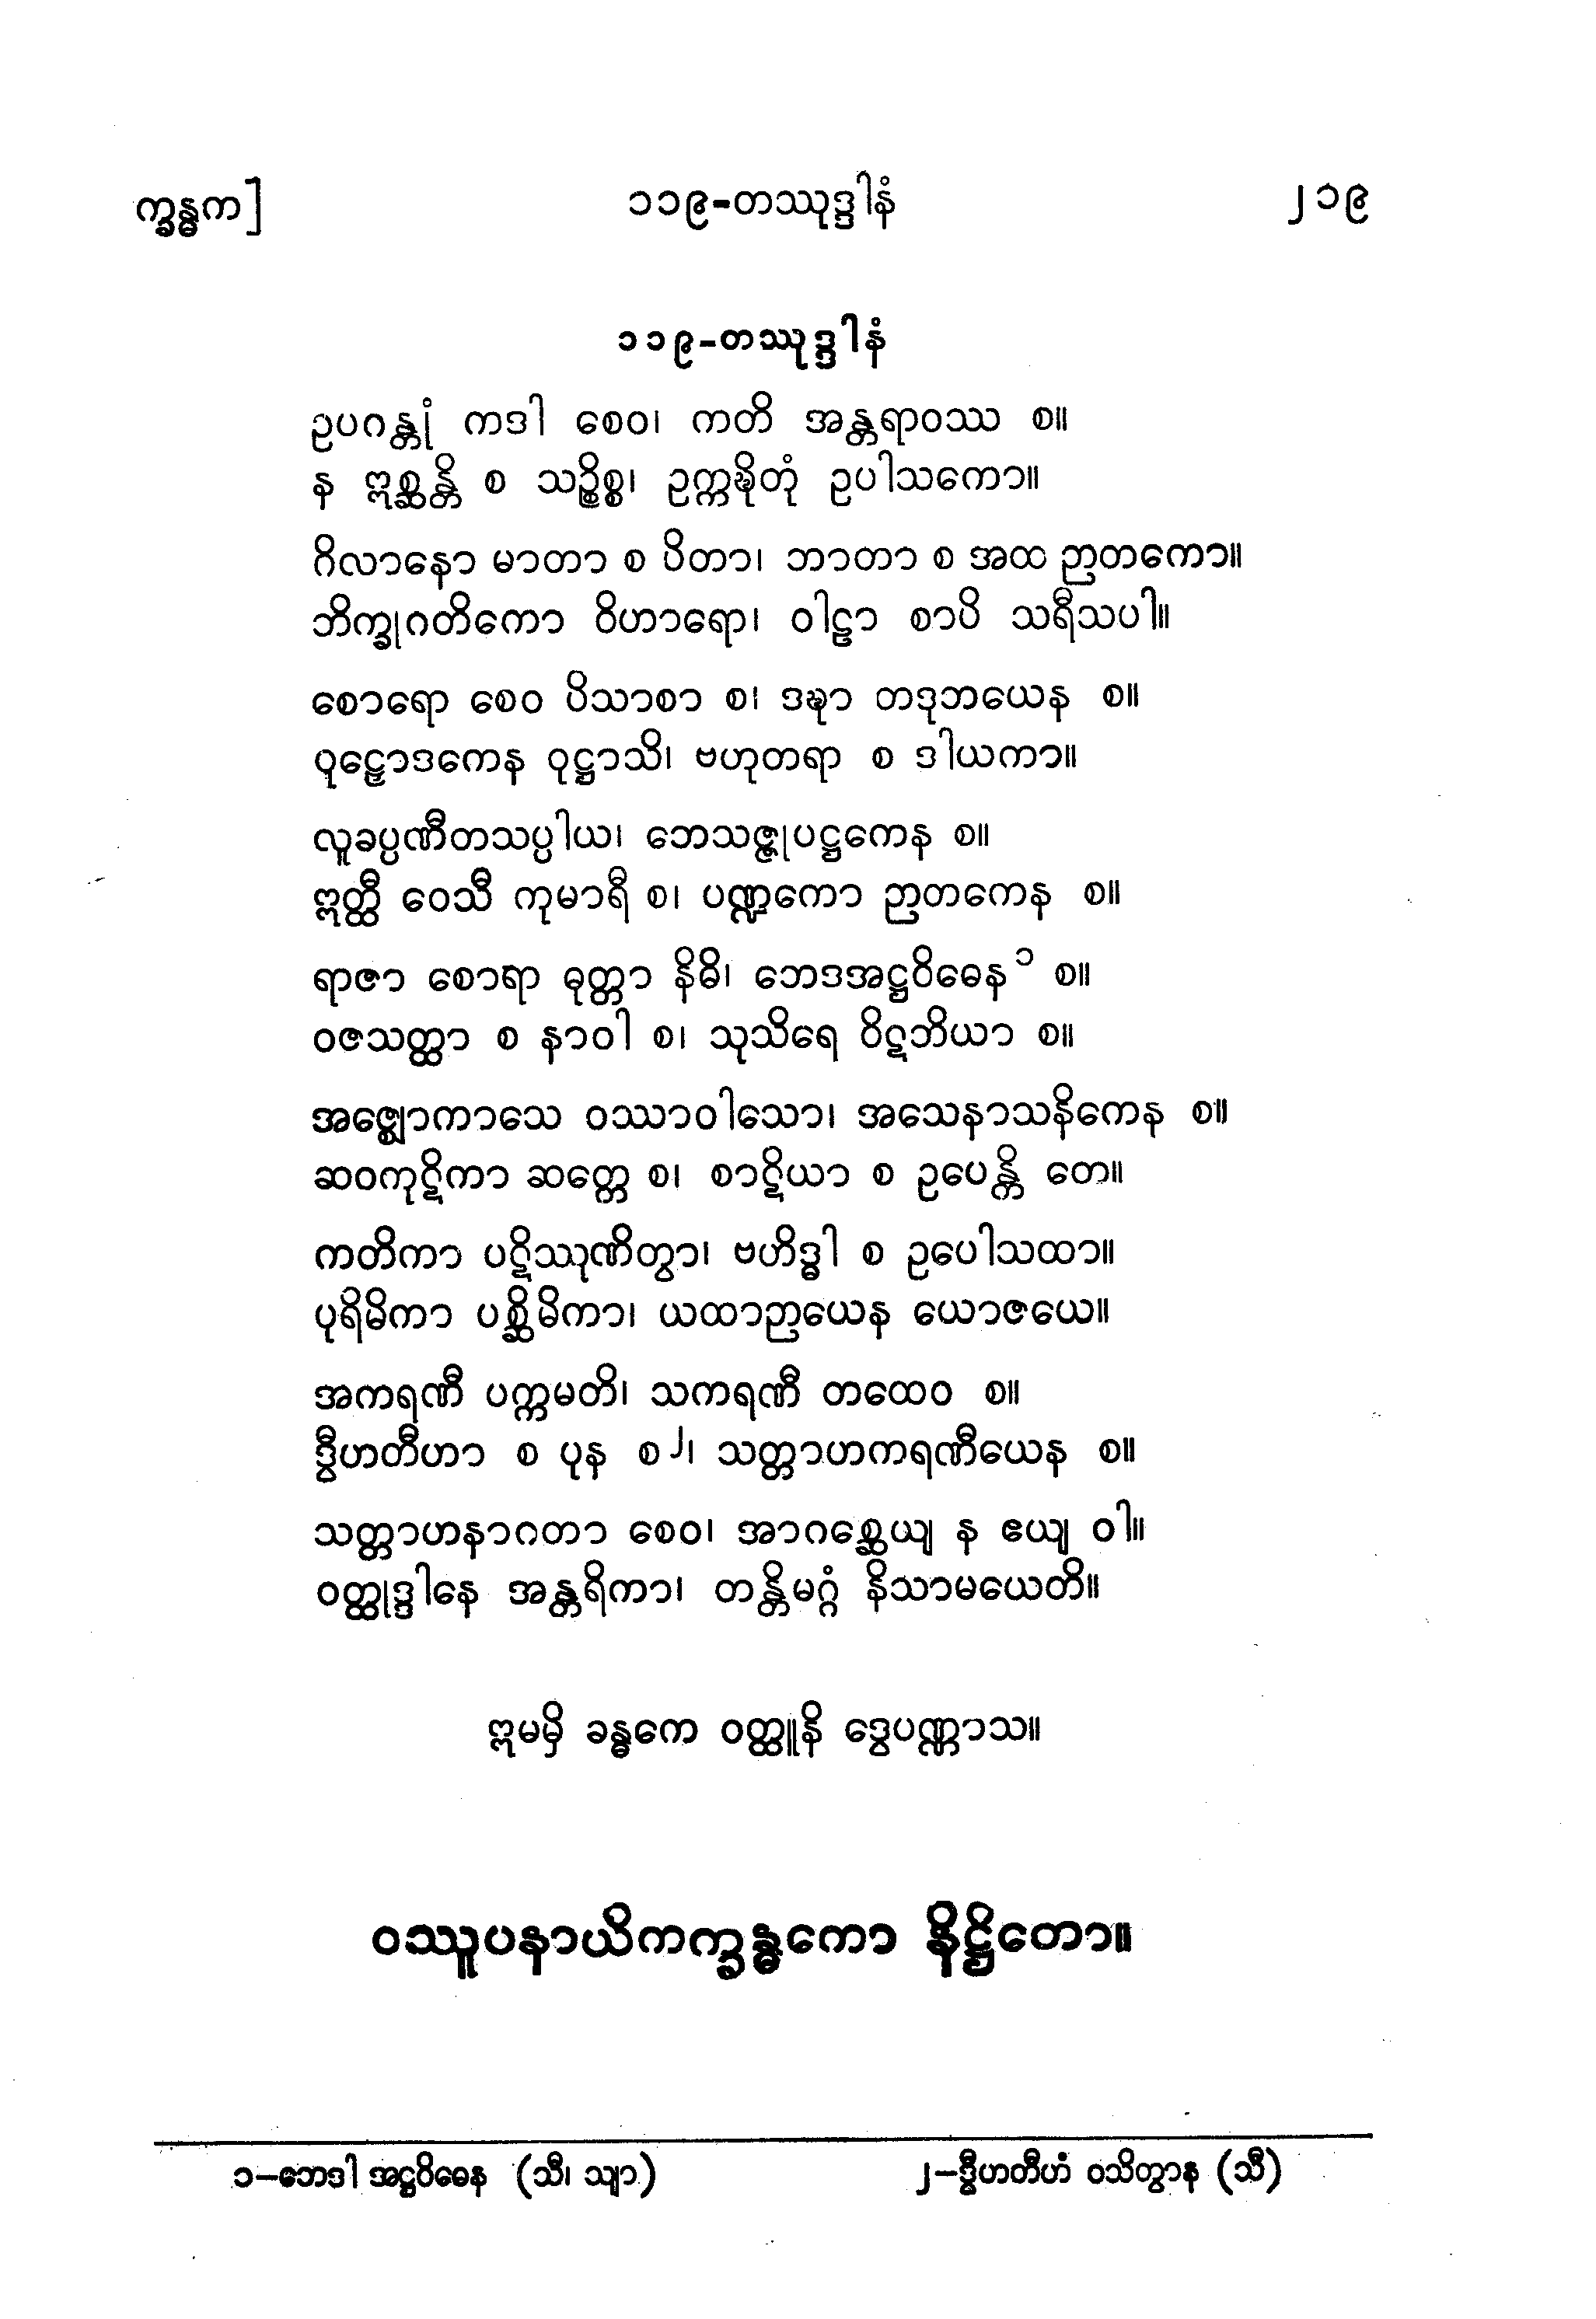 က္ခန္ဓက] ၁၁၉-တဿုဒ္ဒါနံ ၂၁၉
၁၁၉-တဿုဒ္ဒါနံ
ဥပဂန္တုံ ကဒါ စေဝ၊ ကတိ အန္တရာဝဿ စ။
န ဣစ္ဆန္တိ စ သဉ္စိစ္စ၊ ဥက္ကဍ္ဎိတုံ ဥပါသကော။
ဂိလာနော မာတာ စ ပိတာ၊ ဘာတာ စ အထ ဉာတကော။
ဘိက္ခုဂတိကော ဝိဟာရော၊ ဝါဠာ စာပိ သရီသပါ။
စောရော စေဝ ပိသာစာ စ၊ ဒဍ္ဎာ တဒုဘယေန စ။
ဝူဠှောဒကေန ဝုဋ္ဌာသိ၊ ဗဟုတရာ စ ဒါယကာ။
လူခပ္ပဏီတသပ္ပါယ၊ ဘေသဇ္ဇုပဋ္ဌကေန စ။
ဣတ္ထီ ဝေသီ ကုမာရီ စ၊ ပဏ္ဍကော ဉာတကေန စ။
ရာဇာ စောရာ ဓုတ္တာ နိဓိ၊ ဘေဒအဋ္ဌဝိဓေန ၁ စ။
ဝဇသတ္ထာ စ နာဝါ စ၊ သုသိရေ ဝိဋဘိယာ စ။
အဇ္ဈောကာသေ ဝဿာဝါသော၊ အသေနာသနိကေန စ။
ဆဝကုဋိကာ ဆတ္တေ စ၊ စာဋိယာ စ ဥပေန္တိ တေ။
ကတိကာ ပဋိဿုဏိတွာ၊ ဗဟိဒ္ဓါ စ ဥပေါသထာ။
ပုရိမိကာ ပစ္ဆိမိကာ၊ ယထာဉာယေန ယောဇယေ။
အကရဏီ ပက္ကမတိ၊ သကရဏီ တထေဝ စ။
ဒွီဟတီဟာ စ ပုန စ ၂၊ သတ္တာဟကရဏီယေန စ။
သတ္တာဟနာဂတာ စေဝ၊ အာဂစ္ဆေယျ န ဧယျ ဝါ။
ဝတ္ထုဒ္ဒါနေ အန္တရိကာ၊ တန္တိမဂ္ဂံ နိသာမယေတိ။
ဣမမှိ ခန္ဓကေ ဝတ္ထူနိ ဒွေပဏ္ဏာသ။
ဝဿူပနာယိကက္ခန္ဓကော နိဋ္ဌိတော။
၁–ဘေဒါ အဋ္ဌဝိဓေန (သီ၊ သျာ) ၂–ဒွီဟတီဟံ ဝသိတွာန (သီ)